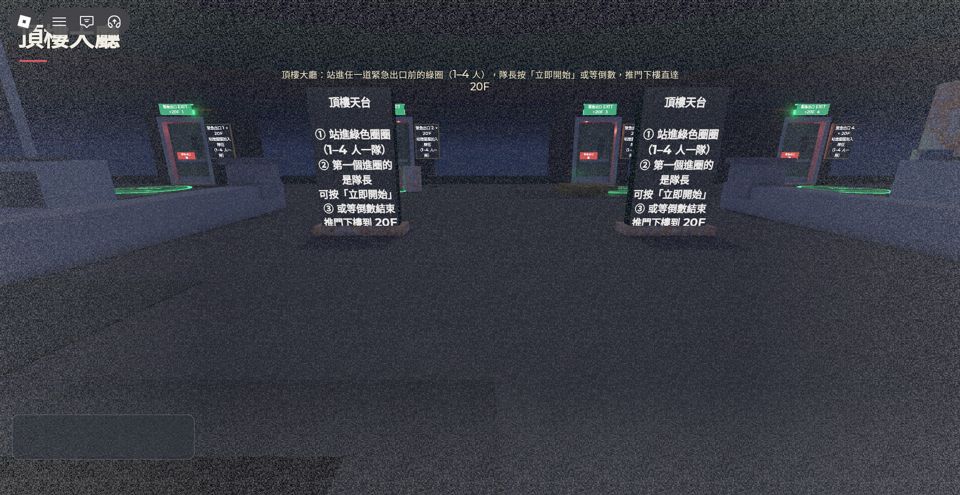 頂樓大廳
頂樓大廳：站進任一道緊急出口前的綠圈（1–4 人），隊長按「立即開始」或等倒數，推門下樓直達
20F
頂樓天台
① 站進綠色圈圈
（1–4 人一隊）
② 第一個進圈的
是隊長
可按「立即開始」
③ 或等倒數結束
推門下樓到 20F
頂樓天台
① 站進綠色圈圈
（1–4 人一隊）
② 第一個進圈的
是隊長
可按「立即開始」
③ 或等倒數結束
推門下樓到 20F